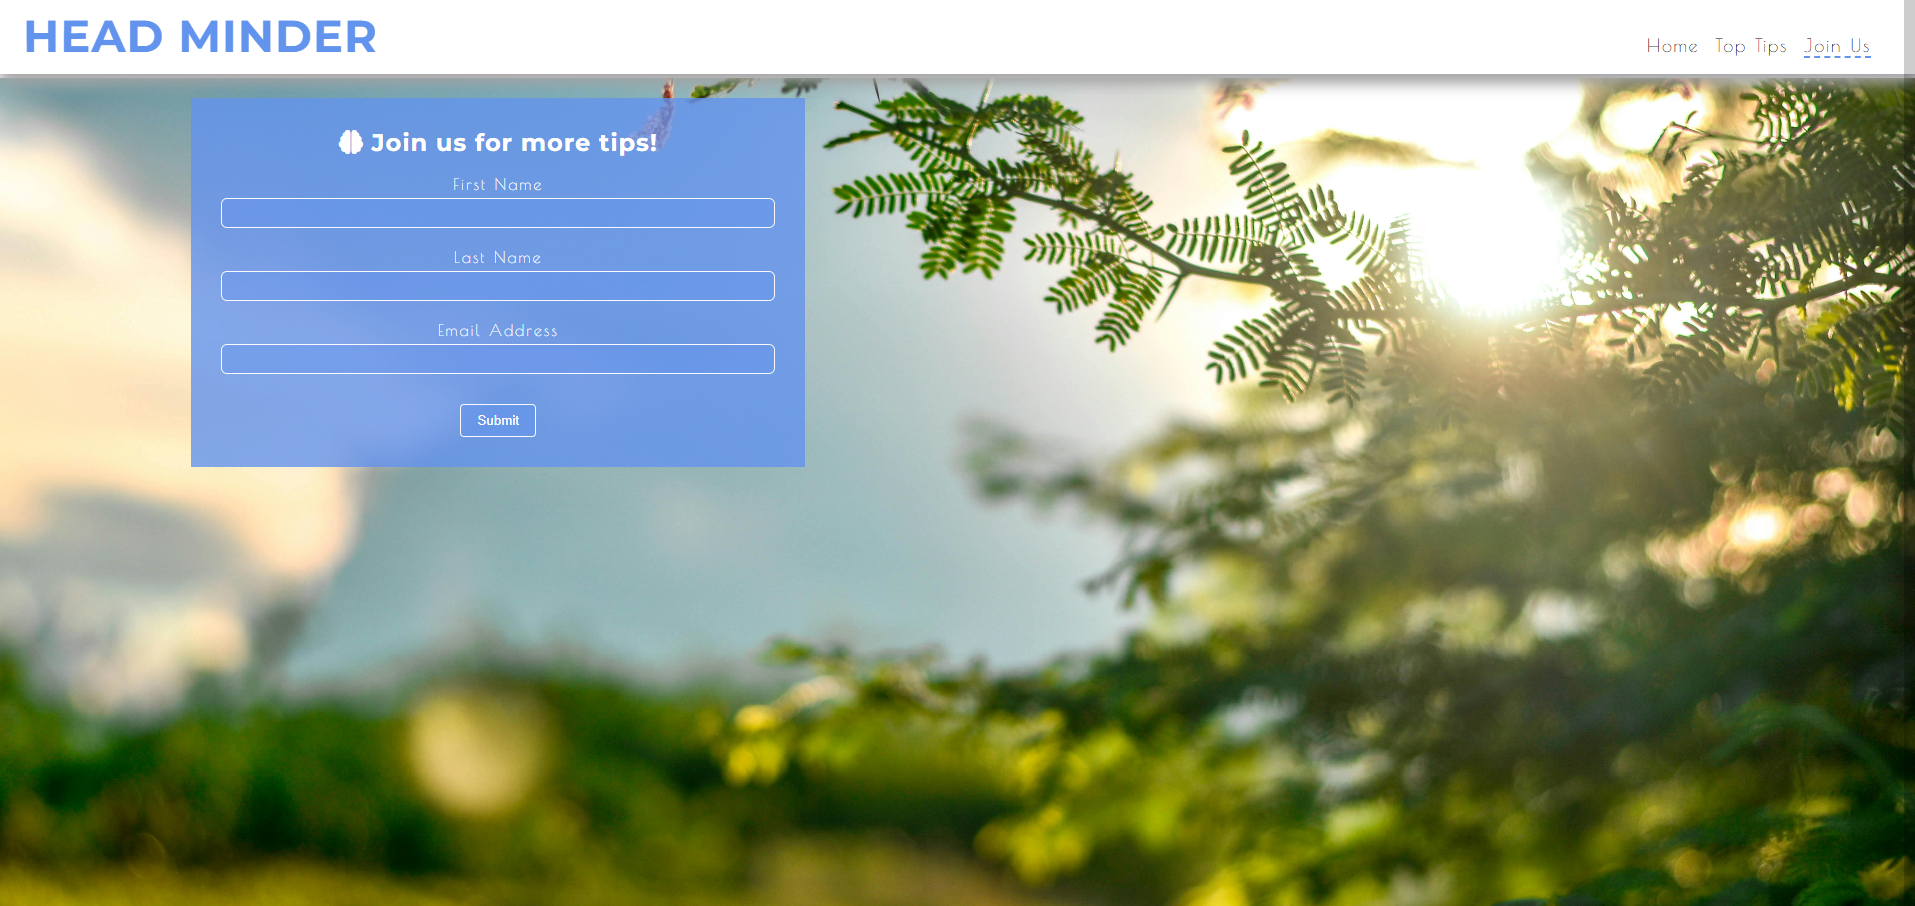 HEAD MINDER
Home Top Tips Join Us
Join us for more tips!
First Name
Last Name
Email Address
Submit